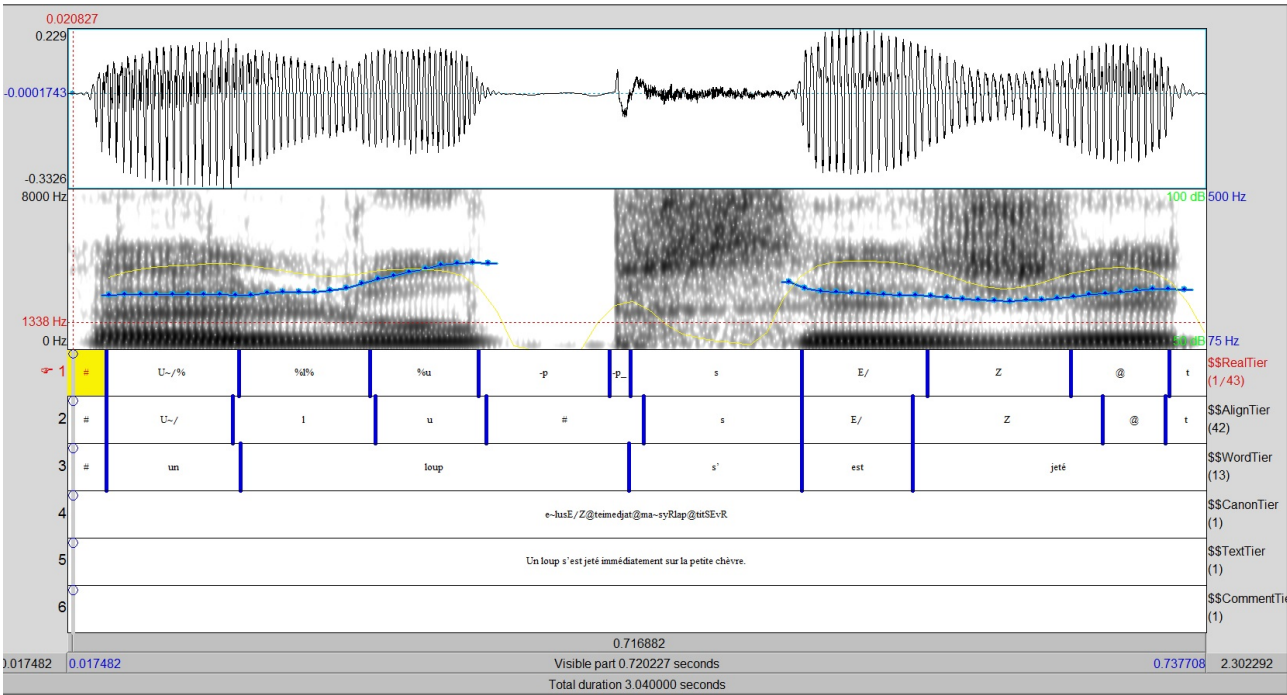 0.020827
0.229
-0.0001743
-0.3326
8000 Hz 100 dB 500 Hz
1338 Hz
0 Hz 75 Hz
1 # U~/% %l% %u -p -p_ s E/ Z @ t $$RealTier
(1/43)
2 # U~/ l u # s E/ Z @ t $$AlignTier
(42)
3 # un loup s' est jeté $$WordTier
(13)
4 e~lusE/Z@teimedjat@ma~syRlap@titSEvR $$CanonTier
(1)
5 Un loup s'est jeté immédiatement sur la petite chèvre. $$TextTier
(1)
6 $$CommentTie
(1)
0.716882
0.017482 0.017482 Visible part 0.720227 seconds 0.737708 2.302292
Total duration 3.040000 seconds